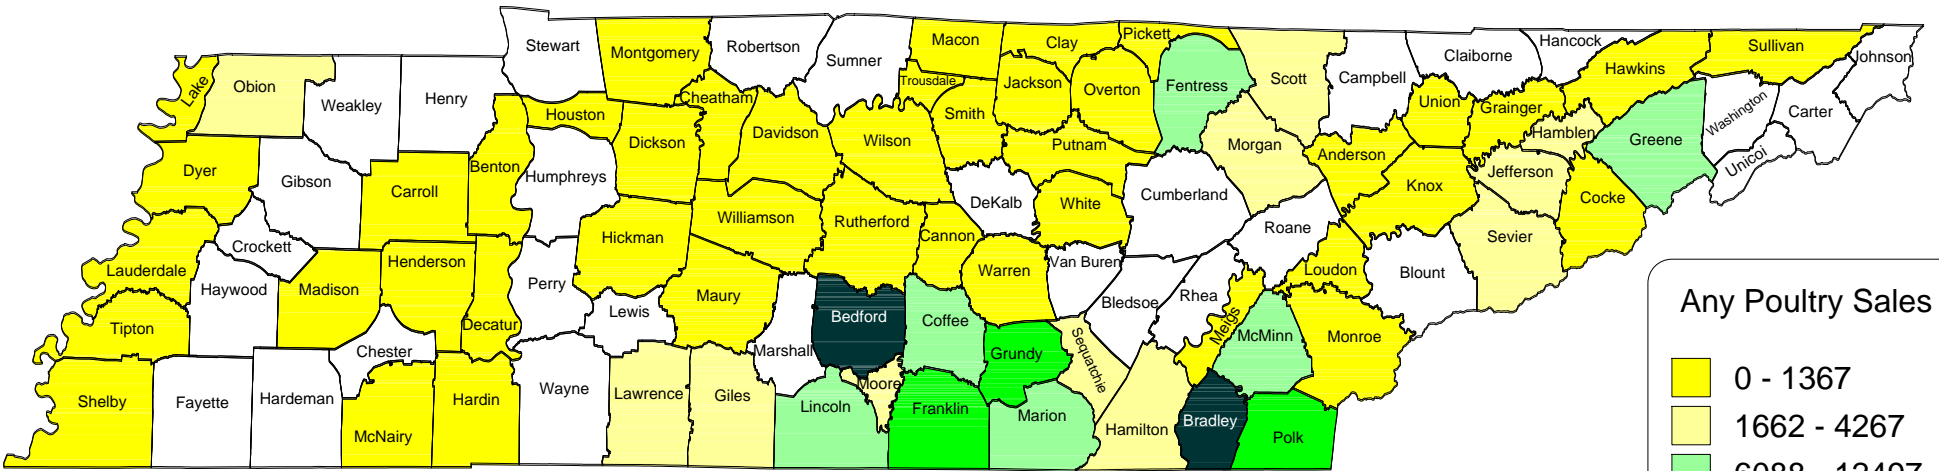 Stewart
Montgomery
Robertson
Sumner
Macon
Clay
Pickett
Hancock
Sullivan
Johnson
Lake
Obion
Weakley
Henry
Houston
Cheatham
Trousdale
Jackson
Overton
Fentress
Scott
Campbell
Claiborne
Hawkins
Dickson
Davidson
Wilson
Smith
Putnam
Morgan
Anderson
Union
Grainger
Hamblen
Greene
Washington
Carter
Unicoi
Dyer
Gibson
Carroll
Benton
Humphreys
Williamson
Rutherford
Cannon
DeKalb
White
Cumberland
Roane
Knox
Jefferson
Cocke
Sevier
Crockett
Lauderdale
Haywood
Madison
Henderson
Decatur
Perry
Hickman
Lewis
Maury
Marshall
Bedford
Coffee
Warren
Van Buren
Bledsoe
Rhea
Meigs
Loudon
Blount
Tipton
Chester
Moore
Grundy
Sequatchie
McMinn
Monroe
Shelby
Fayette
Hardeman
McNairy
Hardin
Wayne
Lawrence
Giles
Lincoln
Franklin
Marion
Hamilton
Bradley
Polk
Any Poultry Sales
0 - 1367
1662 - 4267